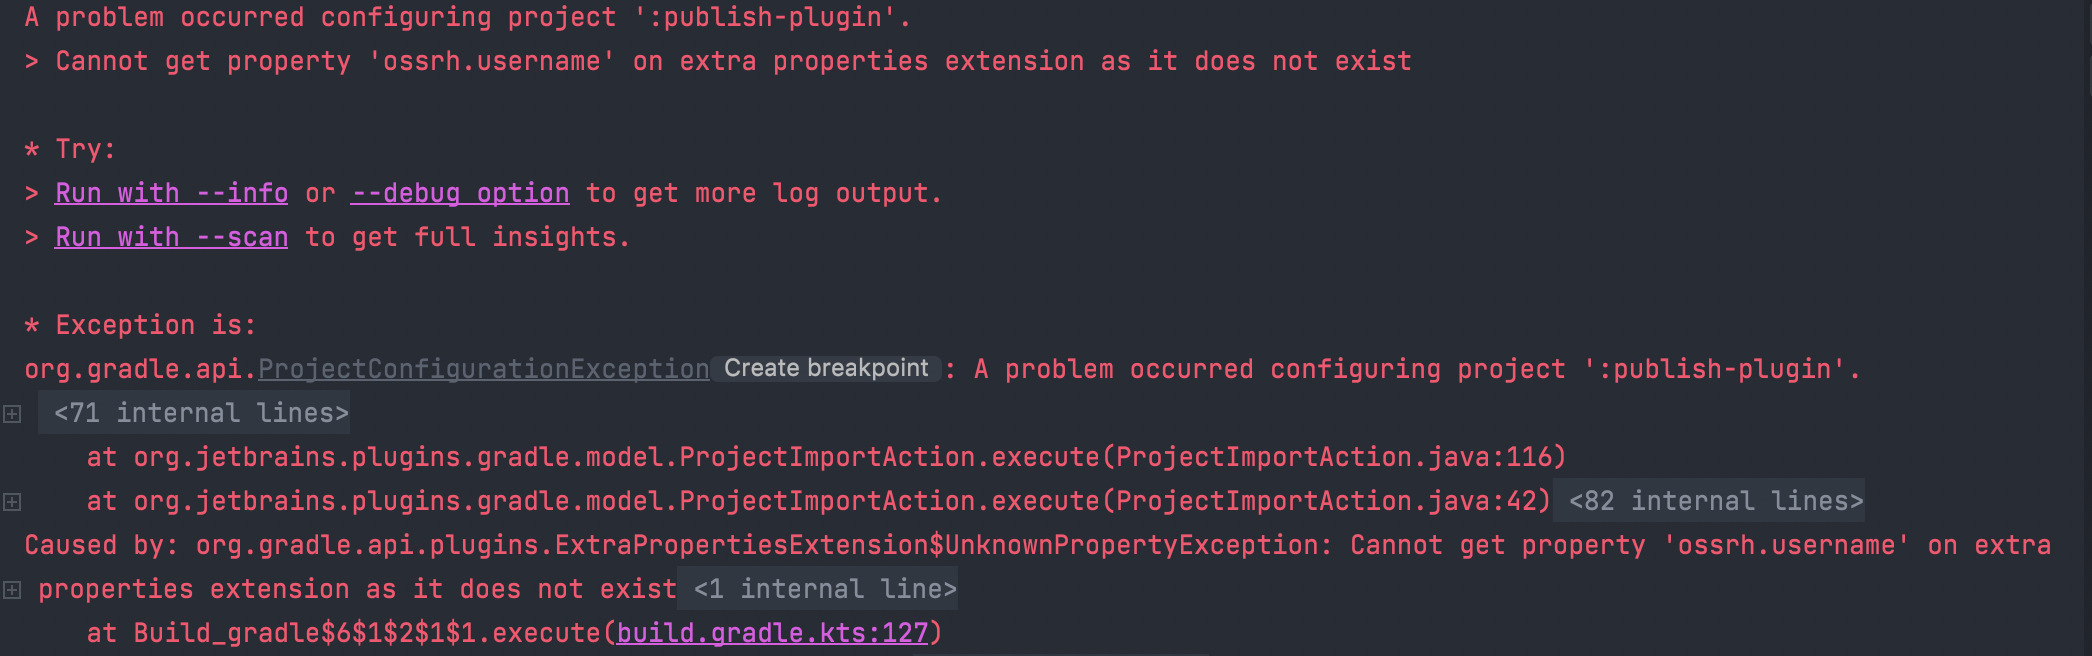 A problem occurred configuring project ':publish-plugin'.
> Cannot get property 'ossrh.username' on extra properties extension as it does not exist
* Try:
> Run with --info or --debug option to get more log output.
> Run with --scan to get full insights.
* Exception is:
org.gradle.api.ProjectConfigurationException Create breakpoint : A problem occurred configuring project ':publish-plugin'.
<71 internal lines>
at org.jetbrains.plugins.gradle.model.ProjectImportAction.execute(ProjectImportAction.java:116)
at org.jetbrains.plugins.gradle.model.ProjectImportAction.execute(ProjectImportAction.java:42) <82 internal lines>
Caused by: org.gradle.api.plugins.ExtraPropertiesExtension$UnknownPropertyException: Cannot get property 'ossrh.username' on extra
properties extension as it does not exist <1 internal line>
at Build_gradle$6$1$2$1$1.execute(build.gradle.kts:127)